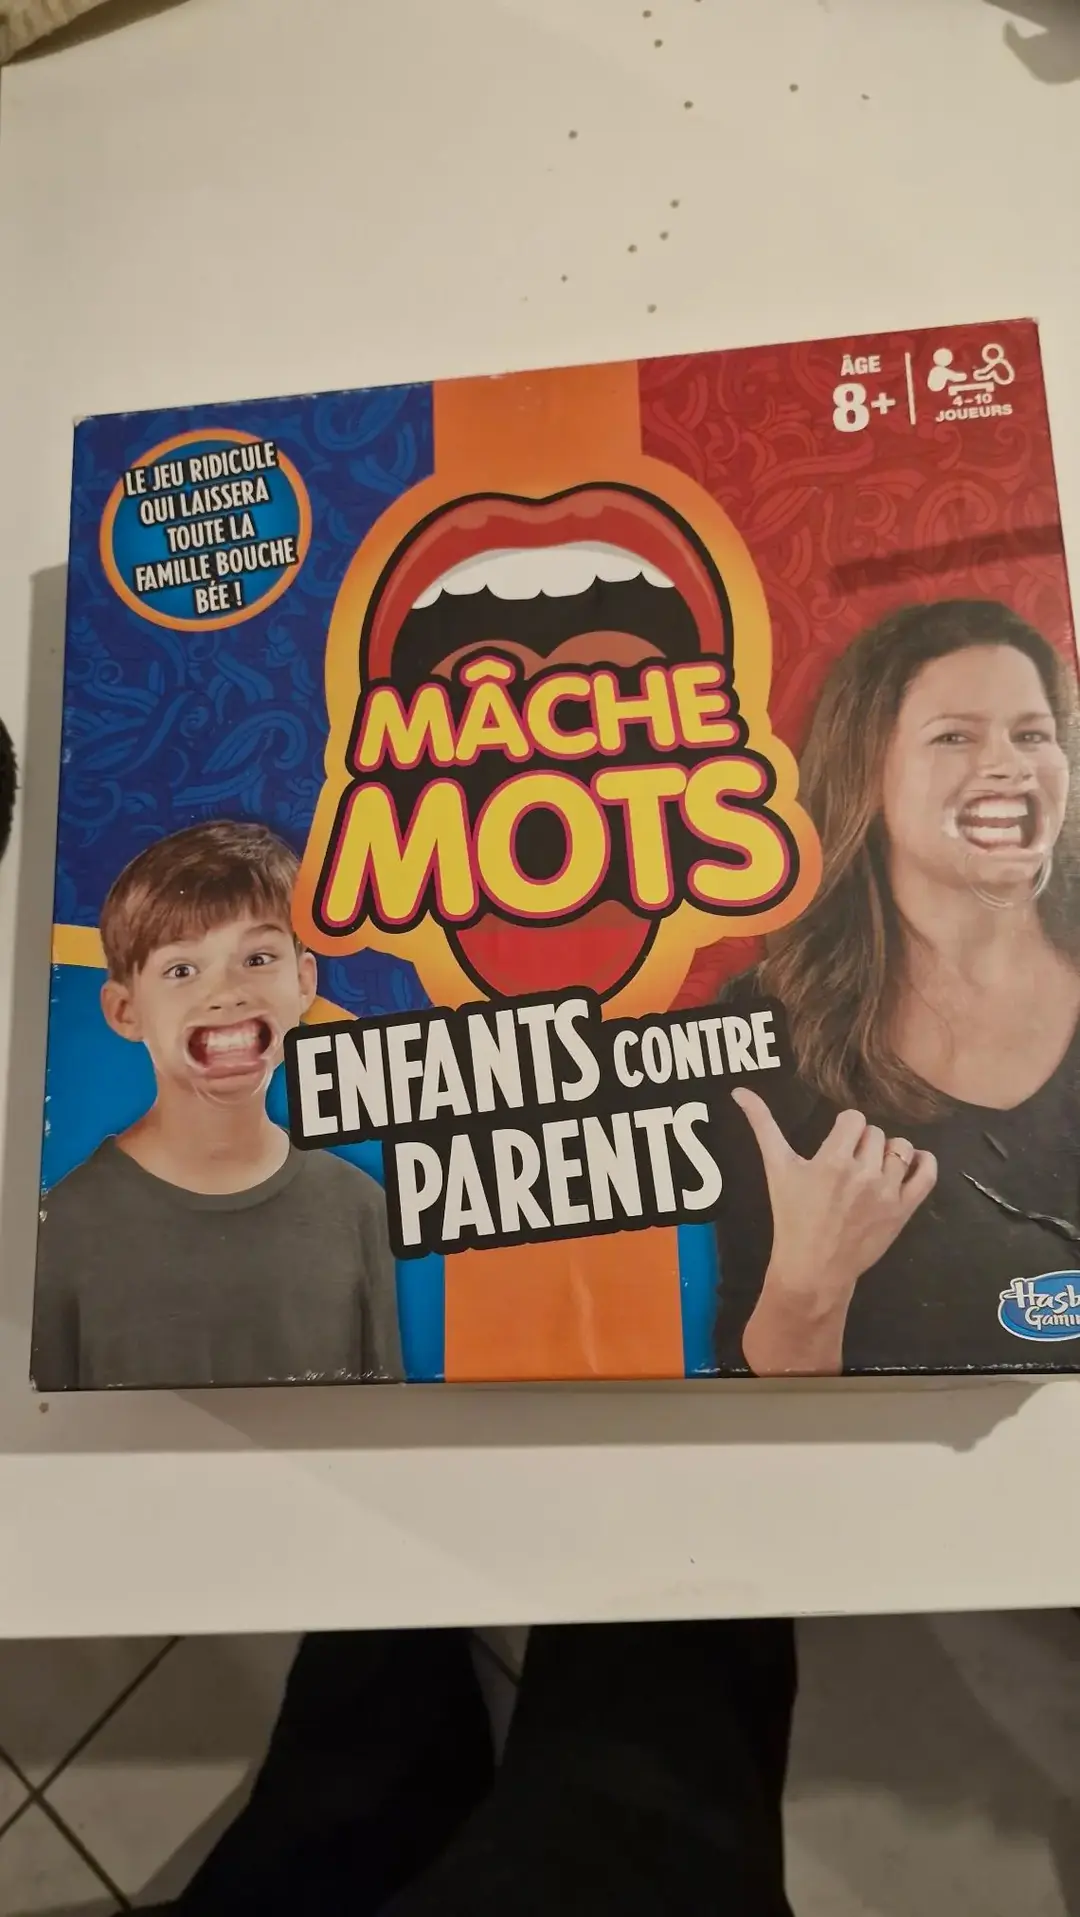 LE JEU RIDICULE
QUI LAISSERA
TOUTE LA
FAMILLE BOUCHE
BÉE !
ÂGE
8+
4-10
JOUEURS
MÂCHE
MOTS
ENFANTS CONTRE
PARENTS